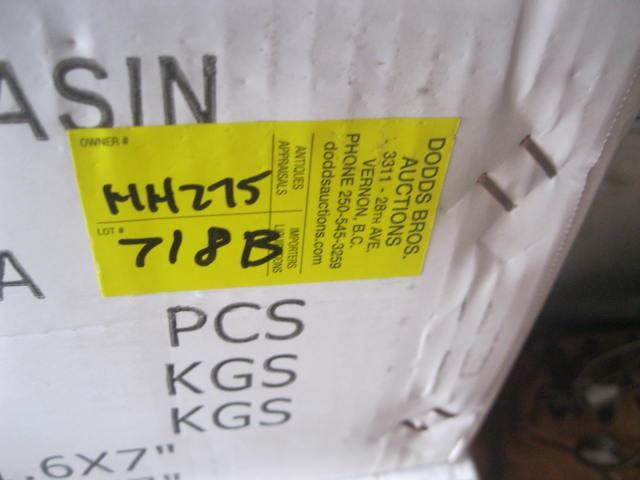 ASIN
OWNER #
MH275
LOT #
718B
ANTIQUES
APPRAISALS
IMPORTERS
DODDS BROS.
AUCTIONS
3311 - 28TH AVE.
VERNON, B.C.
PHONE 250-545-3259
doddsauctions.com
A
PCS
KGS
KGS
.6X7"